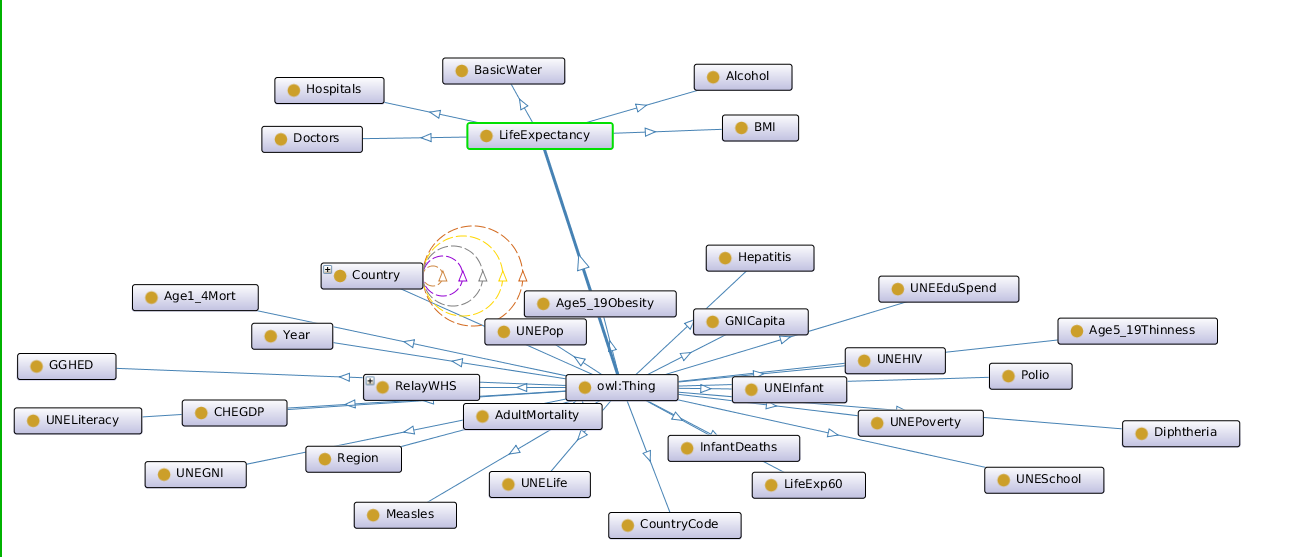 BasicWater
Alcohol
Hospitals
LifeExpectancy
BMI
Doctors
Hepatitis
Country
UNEEduSpend
Age1_4Mort
Age5_19Obesity
GNICapita
UNEPop
Age5_19Thinness
Year
UNEHIV
GGHED
Polio
RelayWHS
owl:Thing
UNEInfant
UNELiteracy
CHEGDP
AdultMortality
UNEPoverty
Diphtheria
InfantDeaths
Region
UNEGNI
UNELife
LifeExp60
UNESchool
Measles
CountryCode